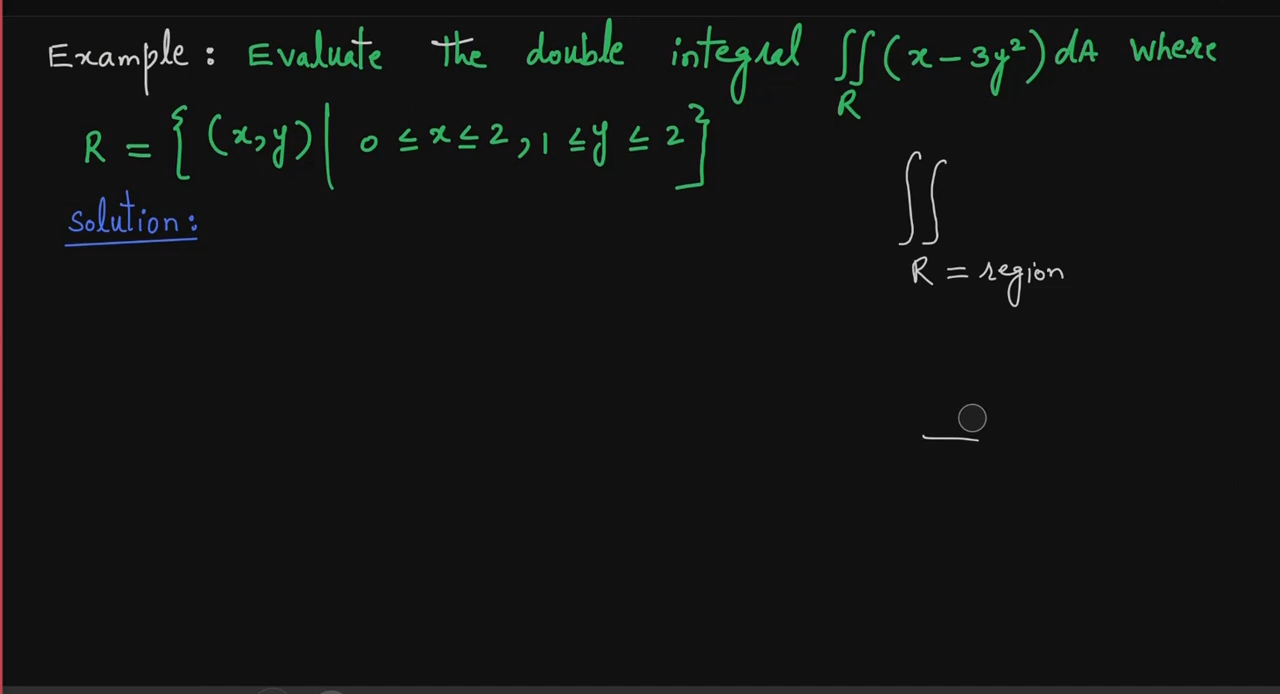 Example: Evaluate the double integral ∬_R (x - 3y²) dA where
R = { (x,y) | 0 ≤ x ≤ 2, 1 ≤ y ≤ 2 }
Solution:
∬
R = region